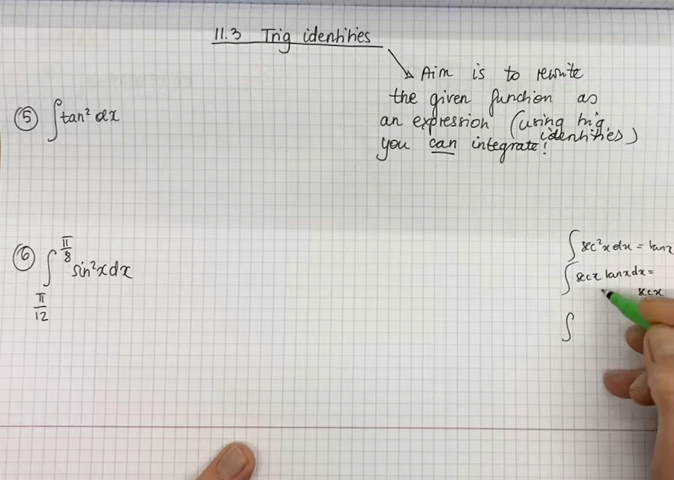 11.3 Trig identities
Aim is to rewrite
the given function as
an expression (using trig
identities)
you can integrate!
⑤ ∫tan² dx
⑥ ∫ π/8 π/12 sin²x dx
∫ sec²x dx = tanx
∫ secx tanx dx =
secx
∫